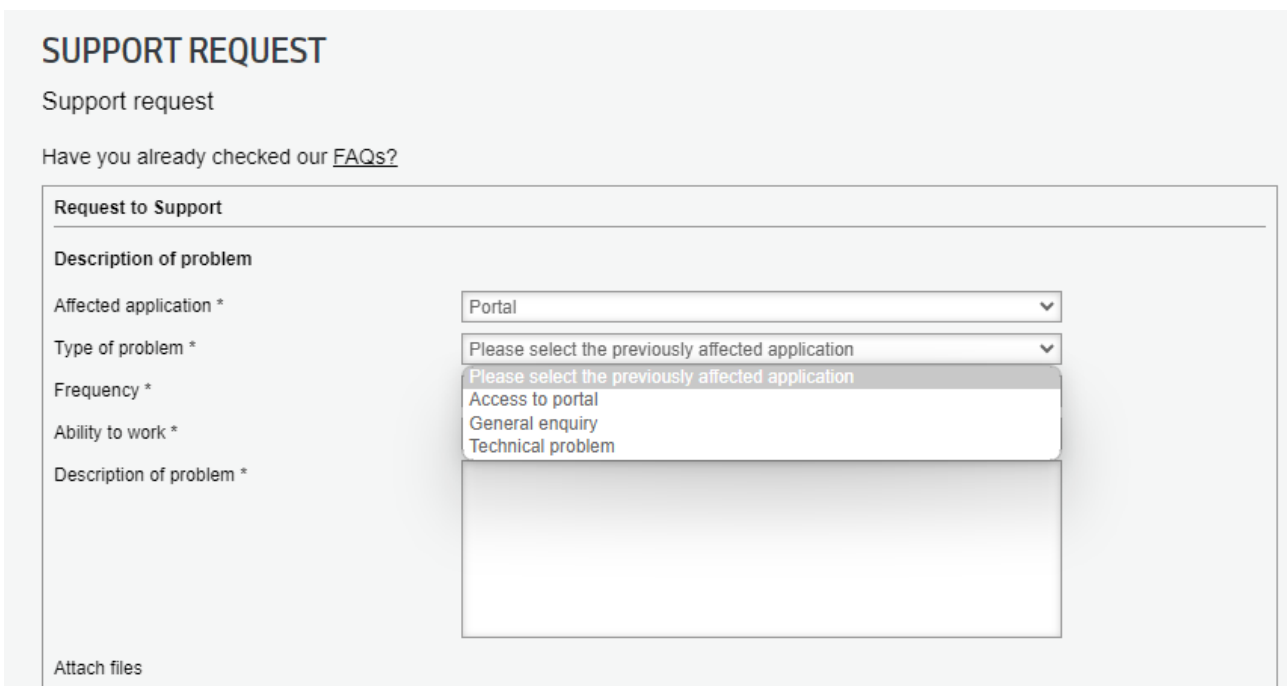 SUPPORT REQUEST
Support request
Have you already checked our FAQs?
Request to Support
Description of problem
Affected application * Portal
Type of problem * Please select the previously affected application
Please select the previously affected application
Frequency *
Access to portal
General enquiry
Ability to work *
Technical problem
Description of problem *
Attach files